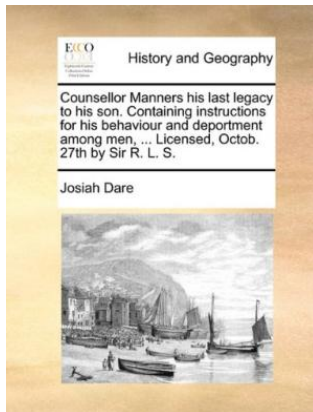 ECCO
History and Geography
Counsellor Manners his last legacy
to his son. Containing instructions
for his behaviour and deportment
among men, ... Licensed, Octob.
27th by Sir R. L. S.
Josiah Dare